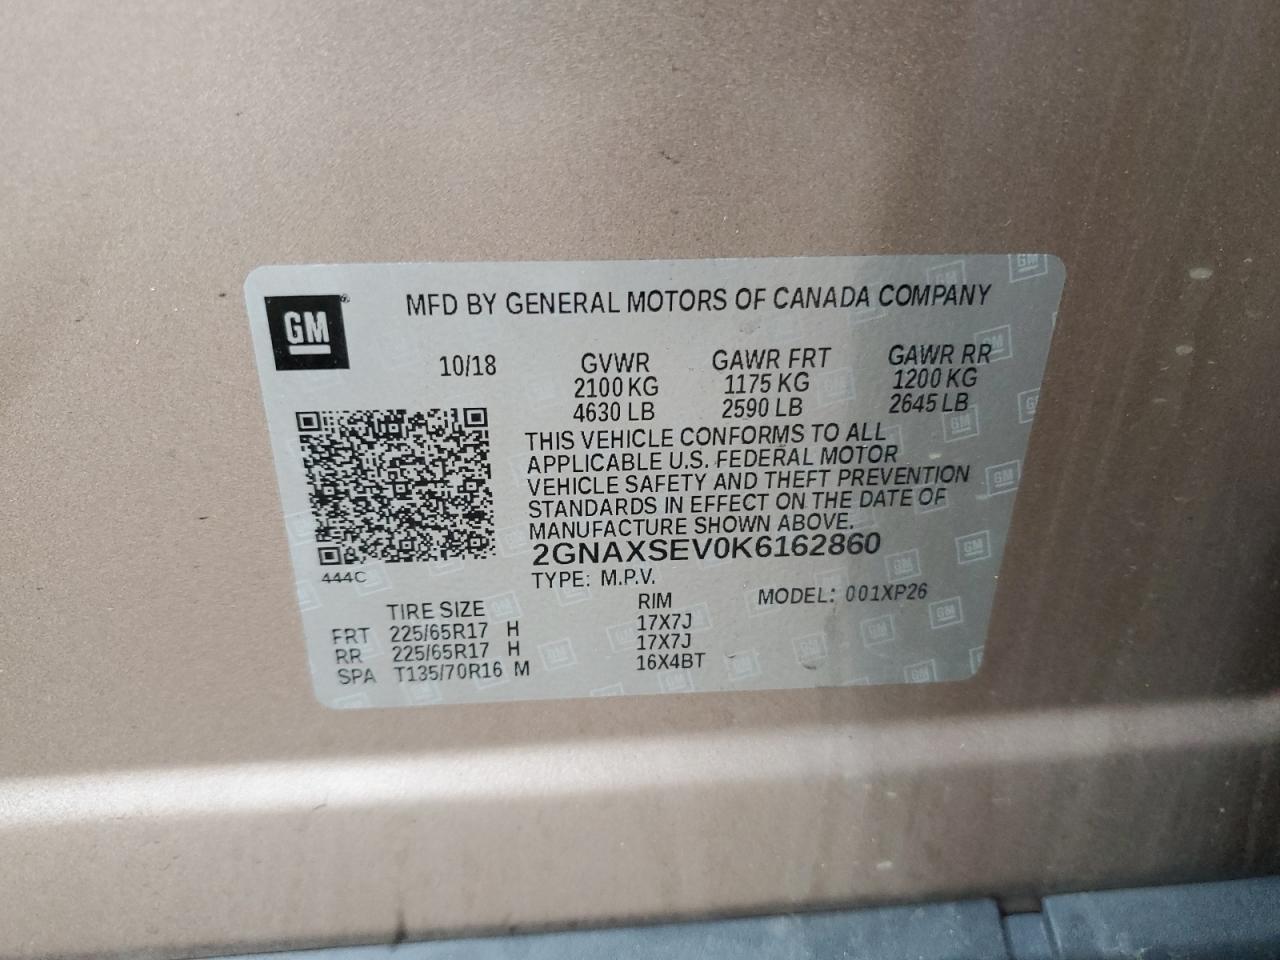 GM®
MFD BY GENERAL MOTORS OF CANADA COMPANY
10/18 GVWR GAWR FRT GAWR RR
2100 KG 1175 KG 1200 KG
4630 LB 2590 LB 2645 LB
THIS VEHICLE CONFORMS TO ALL
APPLICABLE U.S. FEDERAL MOTOR
VEHICLE SAFETY AND THEFT PREVENTION
STANDARDS IN EFFECT ON THE DATE OF
MANUFACTURE SHOWN ABOVE.
2GNAXSEV0K6162860
444C
TYPE: M.P.V. MODEL: 001XP26
TIRE SIZE RIM
FRT 225/65R17 H 17X7J
RR 225/65R17 H 17X7J
SPA T135/70R16 M 16X4BT